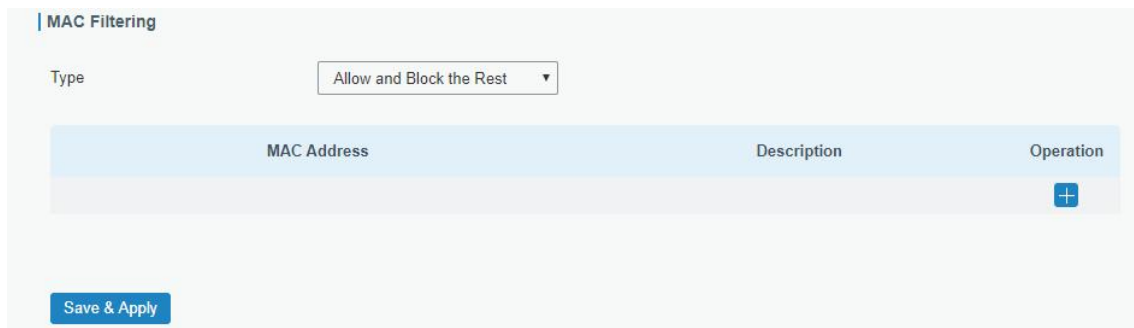 MAC Filtering
Type Allow and Block the Rest
MAC Address Description Operation
Save & Apply